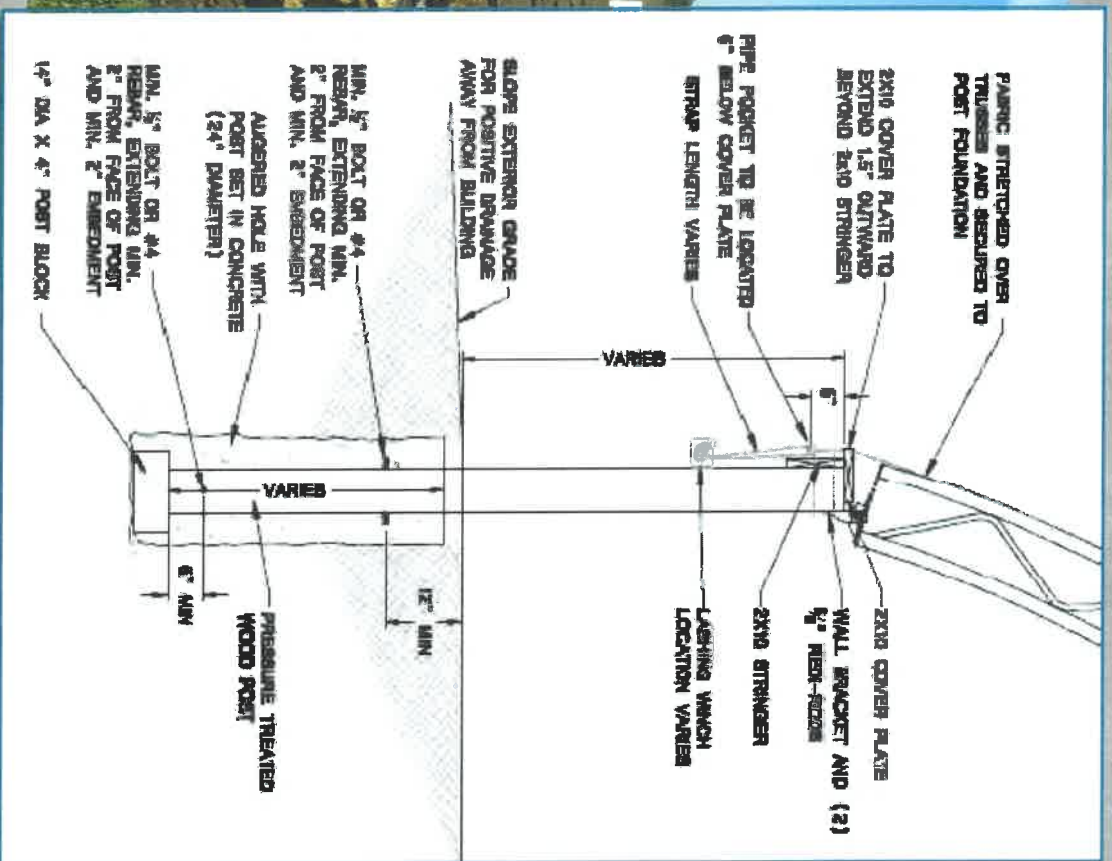 FABRIC STRETCHED OVER
TRUSSES AND SECURED TO
POST FOUNDATION
2X10 COVER PLATE TO
EXTEND 1.5" OUTWARD
BEYOND 2x10 STRINGER
PIPE POCKET TO BE LOCATED
6" BELOW COVER PLATE
STRAP LENGTH VARIES
SLOPE EXTERIOR GRADE
FOR POSITIVE DRAINAGE
AWAY FROM BUILDING
MIN. ½" BOLT OR #4
REBAR, EXTENDING MIN.
2" FROM FACE OF POST
AND MIN. 2" EMBEDMENT
AUGERED HOLE WITH
POST SET IN CONCRETE
(24" DIAMETER)
MIN. ½" BOLT OR #4
REBAR, EXTENDING MIN.
2" FROM FACE OF POST
AND MIN. 2" EMBEDMENT
14" DIA X 4" POST BLOCK
VARIES
6"
VARIES
2X10 COVER PLATE
WALL BRACKET AND (2)
REDI-RODS
2X10 STRINGER
LASHING WINCH
LOCATION VARIES
12" MIN
PRESSURE TREATED
WOOD POST
6" MIN